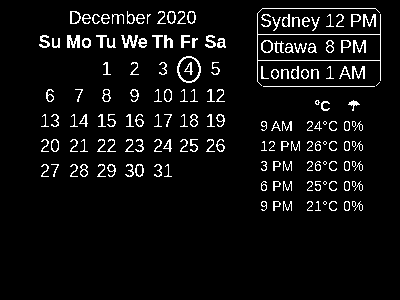 December 2020
Su Mo Tu We Th Fr Sa
1 2 3 4 5
6 7 8 9 10 11 12
13 14 15 16 17 18 19
20 21 22 23 24 25 26
27 28 29 30 31
Sydney 12 PM
Ottawa 8 PM
London 1 AM
°C ☂
9 AM 24°C 0%
12 PM 26°C 0%
3 PM 26°C 0%
6 PM 25°C 0%
9 PM 21°C 0%